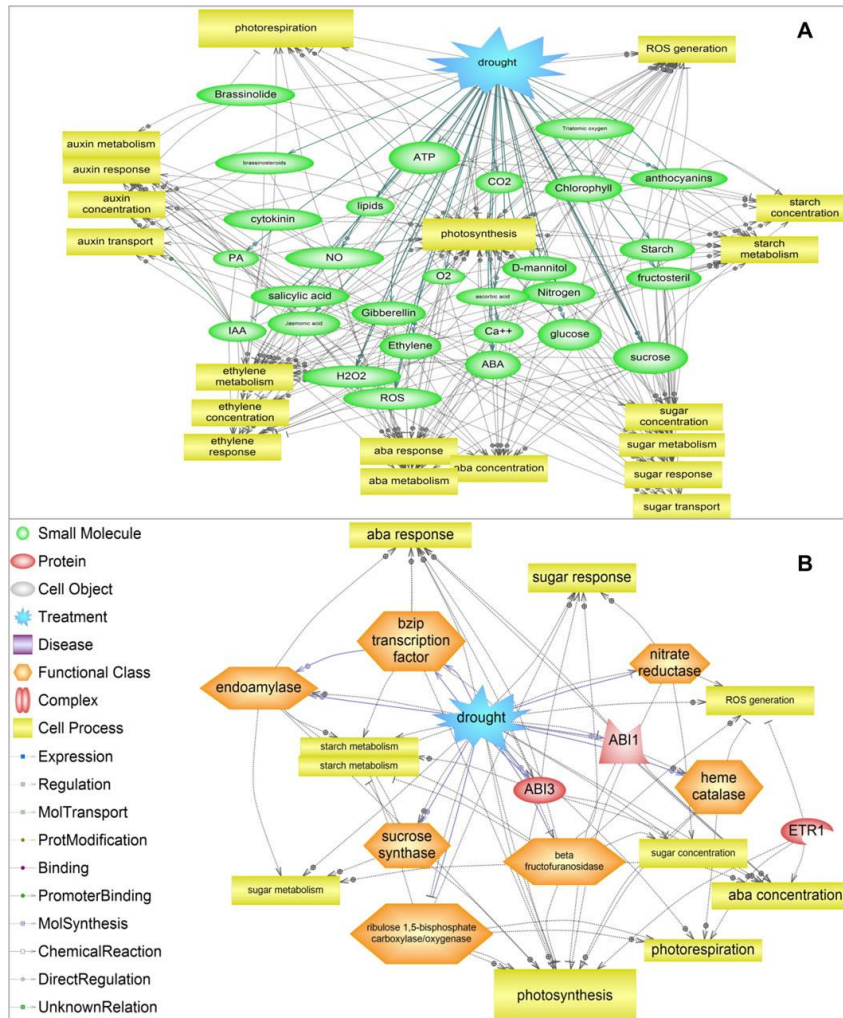 A
photorespiration
drought
ROS generation
Brassinolide
Triatomic oxygen
auxin metabolism
auxin response
brassinosteroids
ATP
CO2
Chlorophyll
anthocyanins
auxin
concentration
cytokinin
lipids
starch
concentration
auxin transport
photosynthesis
starch
metabolism
PA
NO
O2
D-mannitol
Starch
fructosteril
salicylic acid
Gibberellin
ascorbic acid
Nitrogen
IAA
Jasmonic acid
Ca++
glucose
Ethylene
ABA
sucrose
ethylene
metabolism
H2O2
ROS
ethylene
concentration
sugar
concentration
ethylene
response
aba response
aba concentration
sugar metabolism
aba metabolism
sugar response
sugar transport
B
Small Molecule
Protein
Cell Object
Treatment
Disease
Functional Class
Complex
Cell Process
Expression
Regulation
MolTransport
ProtModification
Binding
PromoterBinding
MolSynthesis
ChemicalReaction
DirectRegulation
UnknownRelation
aba response
sugar response
bzip
transcription
factor
nitrate
reductase
endoamylase
drought
ROS generation
starch metabolism
starch metabolism
ABI1
ABI3
heme
catalase
sucrose
synthase
beta
fructofuranosidase
sugar concentration
ETR1
sugar metabolism
aba concentration
ribulose 1,5-bisphosphate
carboxylase/oxygenase
photorespiration
photosynthesis